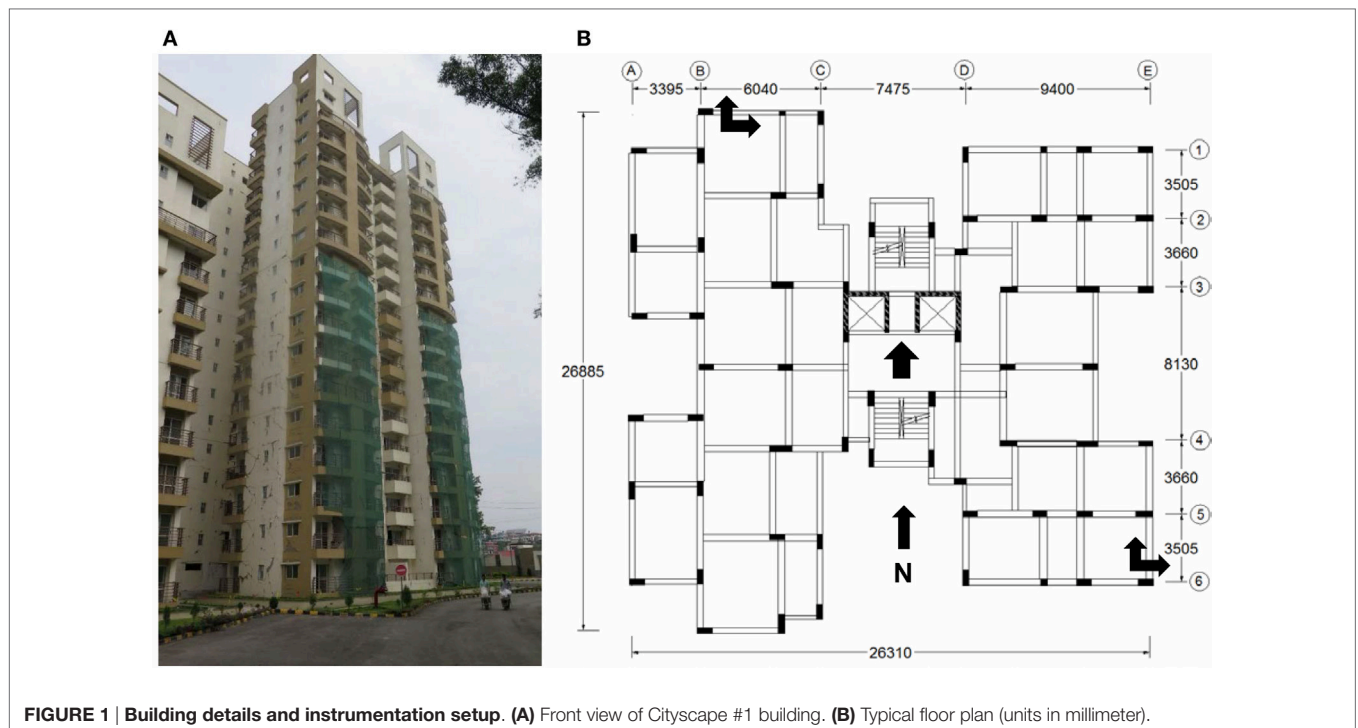 A
B
A B C D E
3395 6040 7475 9400
1
3505
2
3660
3
26885
8130
4
3660
5
3505
N
6
26310
FIGURE 1 | Building details and instrumentation setup. (A) Front view of Cityscape #1 building. (B) Typical floor plan (units in millimeter).